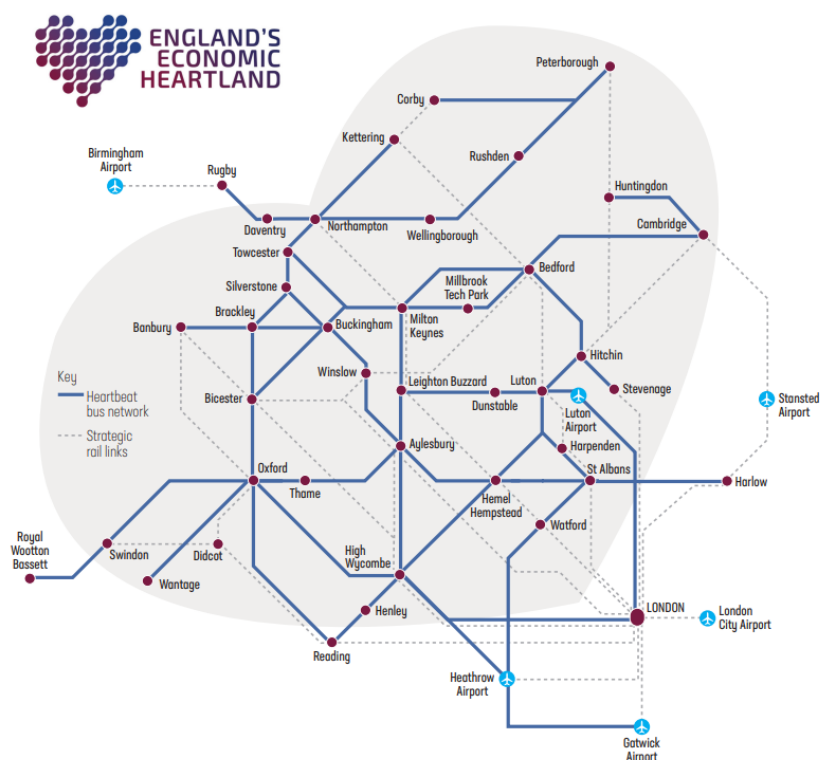 ENGLAND'S
ECONOMIC
HEARTLAND
Peterborough
Corby
Kettering
Rushden
Birmingham
Airport
Rugby
Huntingdon
Daventry
Northampton
Wellingborough
Cambridge
Towcester
Silverstone
Millbrook
Tech Park
Bedford
Brackley
Banbury
Buckingham
Milton
Keynes
Hitchin
Winslow
Key
Heartbeat
bus network
Strategic
rail links
Bicester
Leighton Buzzard
Luton
Stevenage
Dunstable
Luton
Airport
Stansted
Airport
Aylesbury
Harpenden
Oxford
Thame
St Albans
Hemel
Hempstead
Harlow
Watford
Royal
Wootton
Bassett
Swindon
Didcot
Wantage
High
Wycombe
Henley
LONDON
London
City Airport
Reading
Heathrow
Airport
Gatwick
Airport